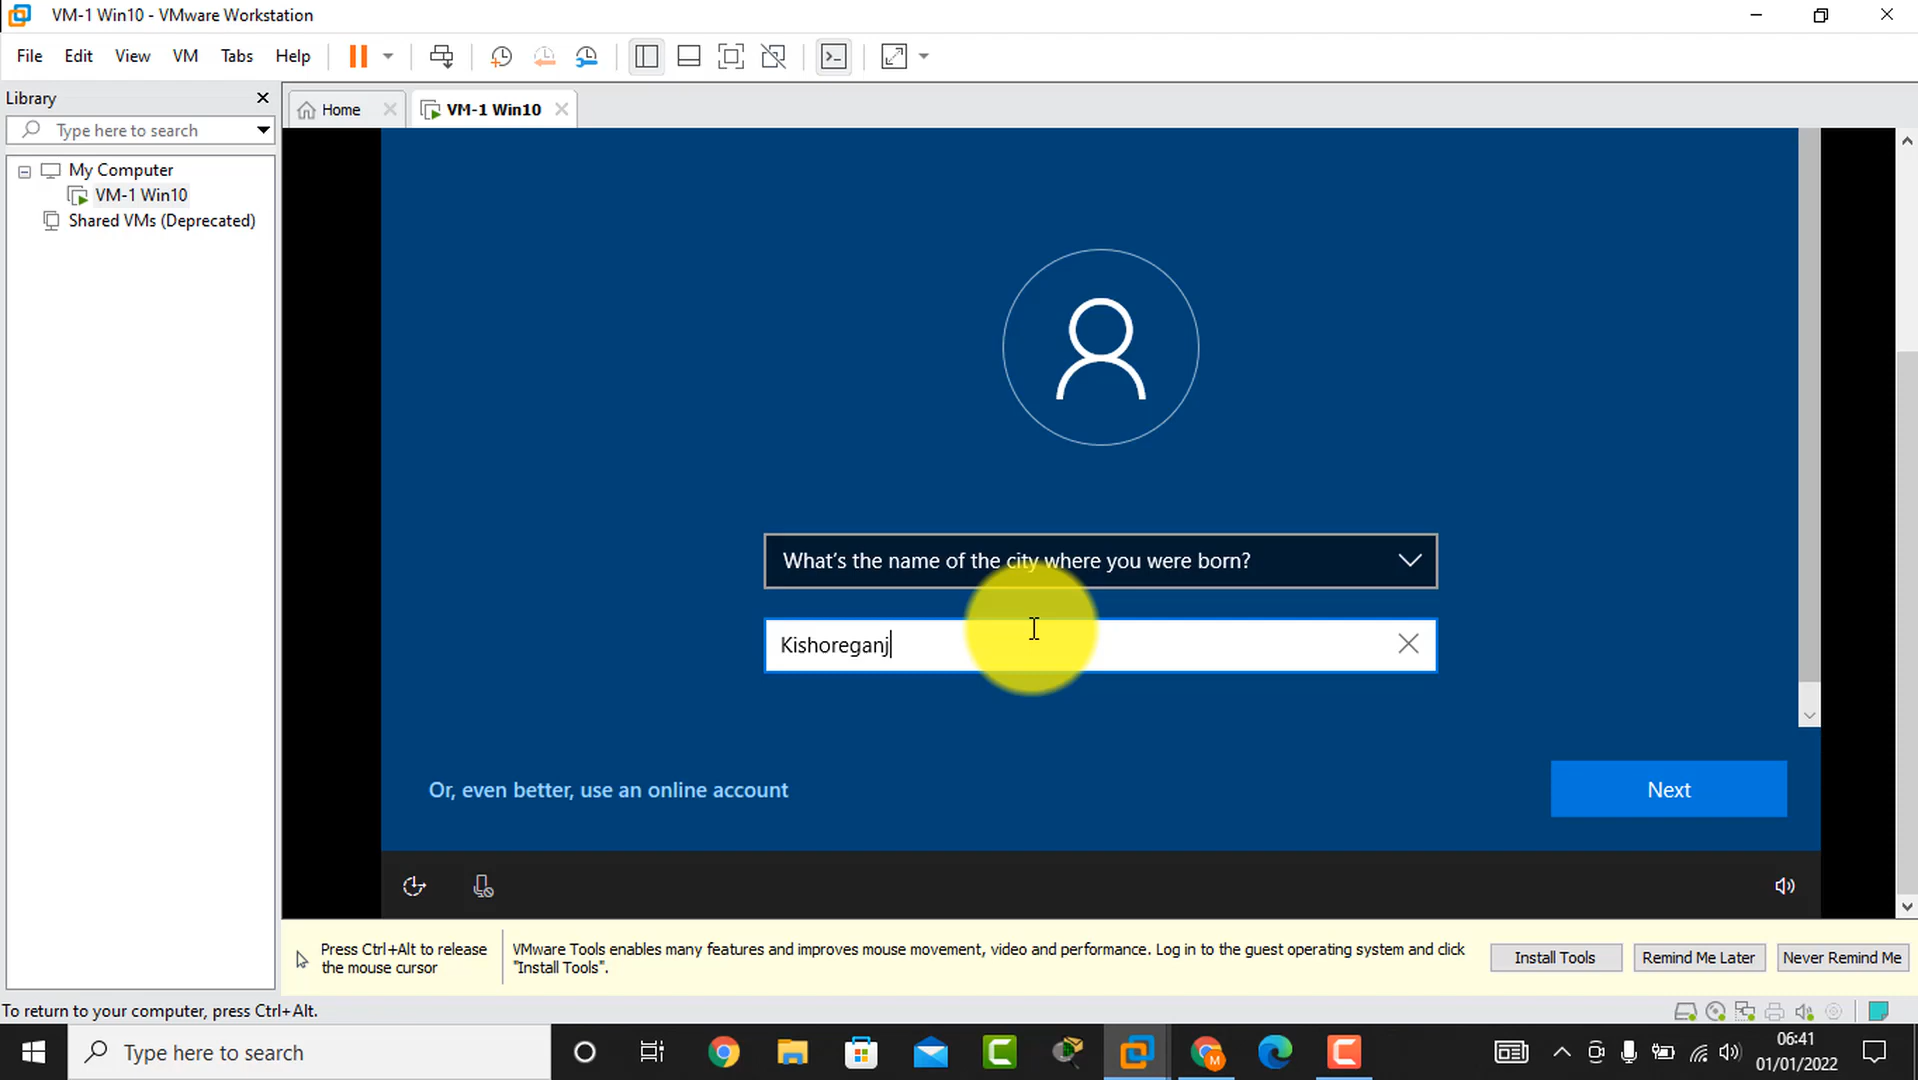 VM-1 Win10 - VMware Workstation
File Edit View VM Tabs Help
Library
Home
VM-1 Win10
Type here to search
My Computer
VM-1 Win10
Shared VMs (Deprecated)
What's the name of the city where you were born?
Kishoreganj
Or, even better, use an online account
Next
Press Ctrl+Alt to release
the mouse cursor
VMware Tools enables many features and improves mouse movement, video and performance. Log in to the guest operating system and click
"Install Tools".
Install Tools
Remind Me Later
Never Remind Me
To return to your computer, press Ctrl+Alt.
Type here to search
M
06:41
01/01/2022